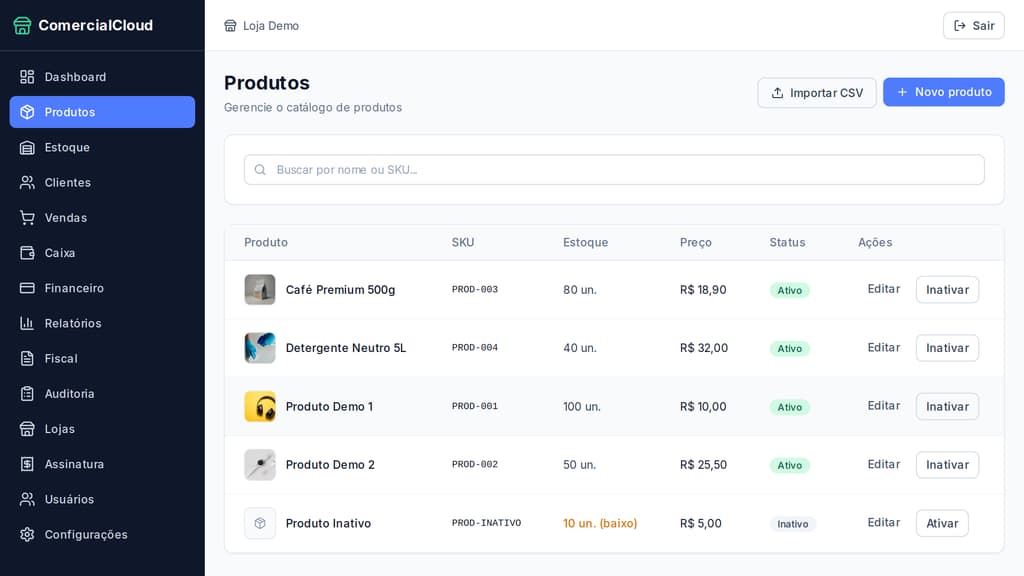 ComercialCloud
Loja Demo
Sair
Dashboard
Produtos
Estoque
Clientes
Vendas
Caixa
Financeiro
Relatórios
Fiscal
Auditoria
Lojas
Assinatura
Usuários
Configurações
Produtos
Gerencie o catálogo de produtos
Importar CSV
Novo produto
Buscar por nome ou SKU...
Produto SKU Estoque Preço Status Ações
Café Premium 500g PROD-003 80 un. R$ 18,90 Ativo Editar Inativar
Detergente Neutro 5L PROD-004 40 un. R$ 32,00 Ativo Editar Inativar
Produto Demo 1 PROD-001 100 un. R$ 10,00 Ativo Editar Inativar
Produto Demo 2 PROD-002 50 un. R$ 25,50 Ativo Editar Inativar
Produto Inativo PROD-INATIVO 10 un. (baixo) R$ 5,00 Inativo Editar Ativar